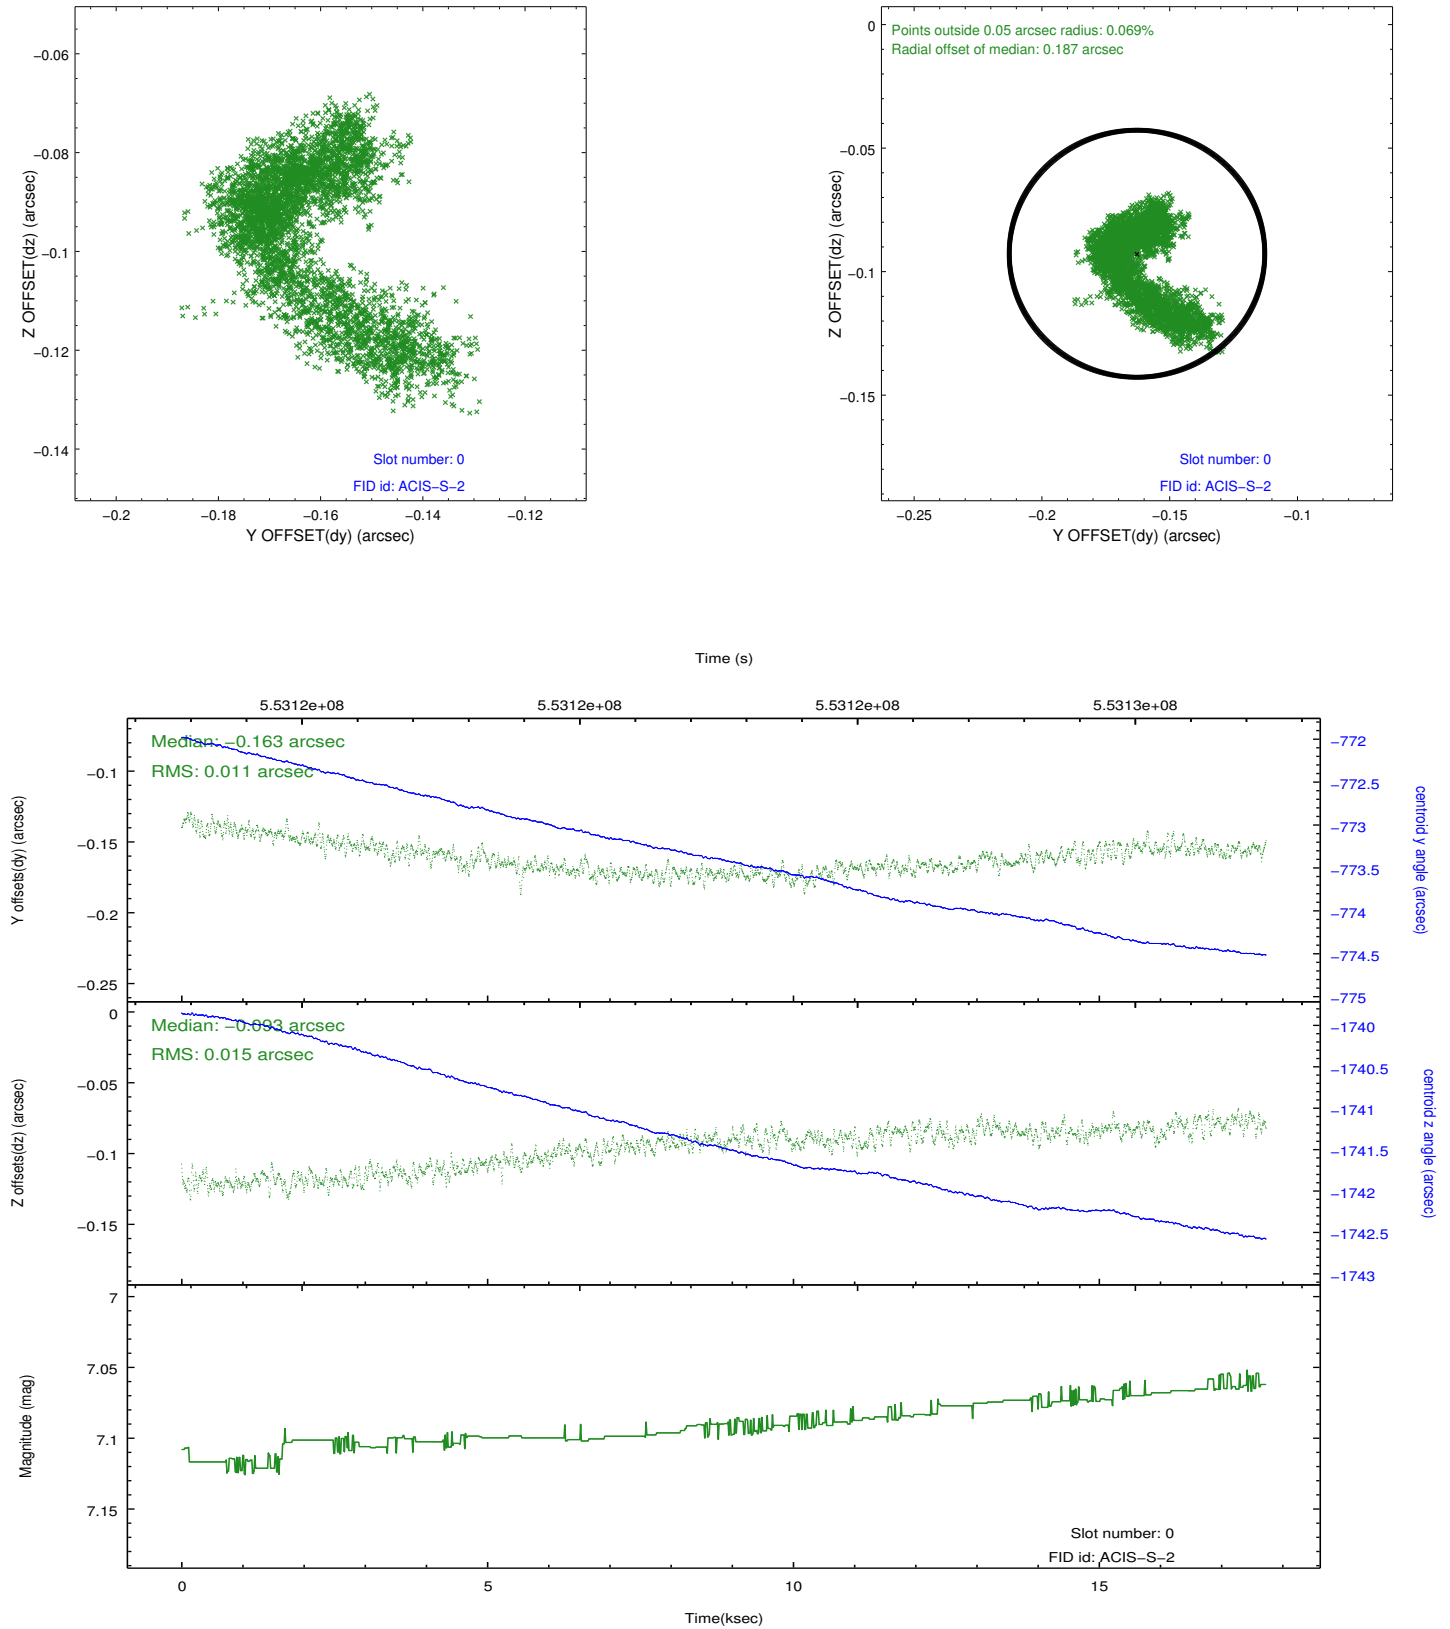 −0.06
−0.08
−0.1
−0.12
−0.14
Z OFFSET(dz) (arcsec)
Slot number: 0
FID id: ACIS−S−2
−0.2
−0.18
−0.16
−0.14
−0.12
Y OFFSET(dy) (arcsec)
Points outside 0.05 arcsec radius: 0.069%
Radial offset of median: 0.187 arcsec
0
−0.05
−0.1
−0.15
Z OFFSET(dz) (arcsec)
Slot number: 0
FID id: ACIS−S−2
−0.25
−0.2
−0.15
−0.1
Y OFFSET(dy) (arcsec)
Time (s)
5.5312e+08
5.5312e+08
5.5312e+08
5.5313e+08
Median: −0.163 arcsec
RMS: 0.011 arcsec
−0.1
−0.15
−0.2
−0.25
Y offsets(dy) (arcsec)
−772
−772.5
−773
−773.5
−774
−774.5
−775
centroid y angle (arcsec)
Median: −0.093 arcsec
RMS: 0.015 arcsec
0
−0.05
−0.1
−0.15
Z offsets(dz) (arcsec)
−1740
−1740.5
−1741
−1741.5
−1742
−1742.5
−1743
centroid z angle (arcsec)
7
7.05
7.1
7.15
Magnitude (mag)
Slot number: 0
FID id: ACIS−S−2
0
5
10
15
Time(ksec)